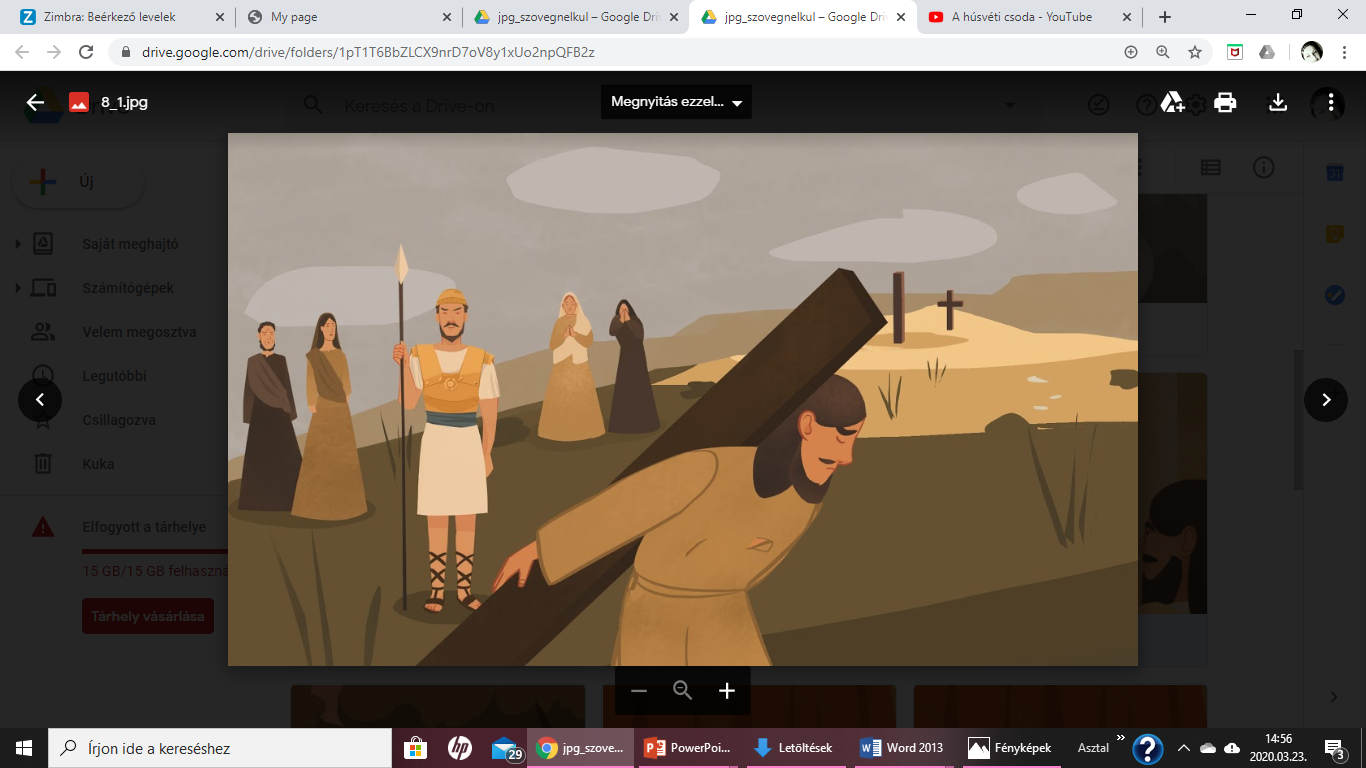 Zimbra: Beérkező levelek
My page
jpg_szovegnelkul – Google Dri
jpg_szovegnelkul – Google Dri
A húsvéti csoda - YouTube
drive.google.com/drive/folders/1pT1T6BbZLCX9nrD7oV8y1xUo2npQFB2z
8_1.jpg
Keresés a Drive-on
Megnyitás ezzel...
Új
Saját meghajtó
Számítógépek
Velem megosztva
Legutóbbi
Csillagozva
Kuka
Elfogyott a tárhelye
15 GB/15 GB felhaszná
Tárhely vásárlása
Írjon ide a kereséshez
29
jpg_szove...
PowerPoi...
Letöltések
Word 2013
Fényképek
Asztal
14:56
2020.03.23.
3